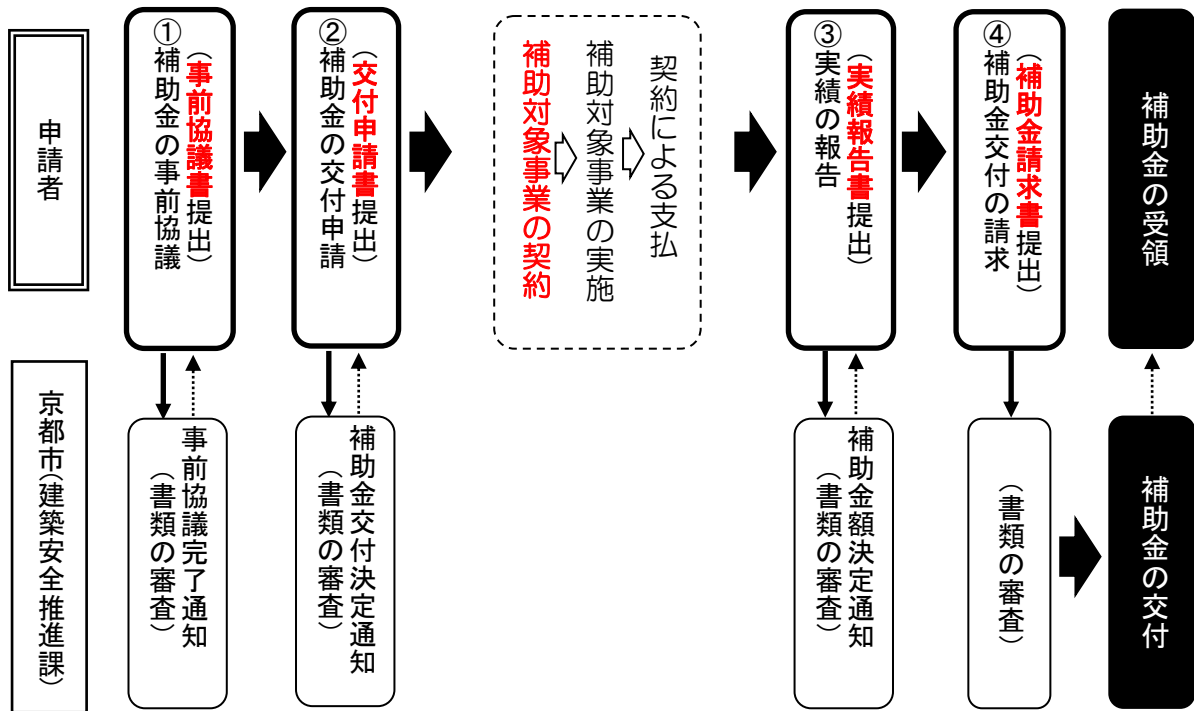 申請者
①
補助金の事前協議
(事前協議書提出)
②
補助金の交付申請
(交付申請書提出)
補助対象事業の契約
補助対象事業の実施
契約による支払
③
実績の報告
(実績報告書提出)
④
補助金交付の請求
(補助金請求書提出)
補助金の受領
京都市(建築安全推進課)
事前協議完了通知
(書類の審査)
補助金交付決定通知
(書類の審査)
補助金額決定通知
(書類の審査)
(書類の審査)
補助金の交付